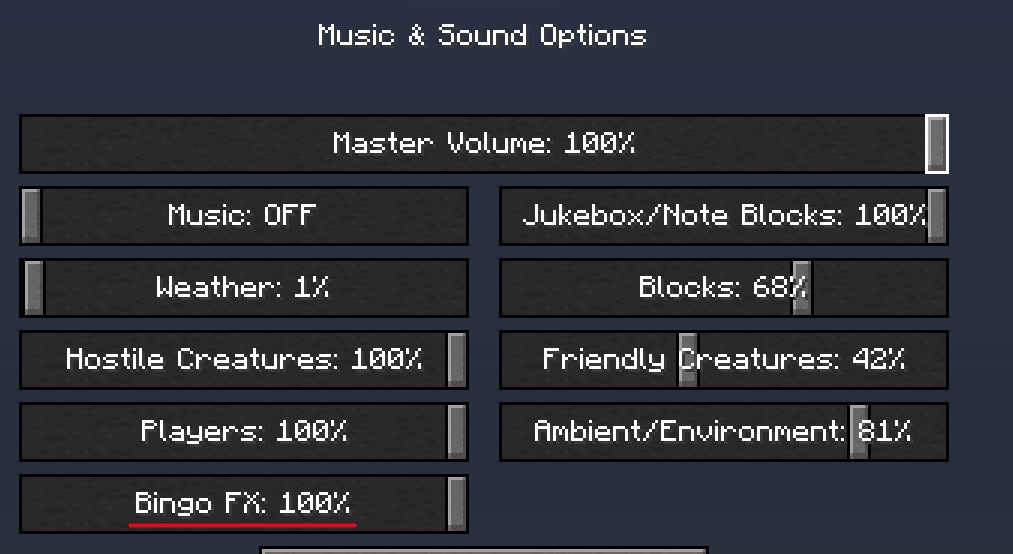 Music & Sound Options
Master Volume: 100%
Music: OFF
Jukebox/Note Blocks: 100%
Weather: 1%
Blocks: 68%
Hostile Creatures: 100%
Friendly Creatures: 42%
Players: 100%
Ambient/Environment: 81%
Bingo FX: 100%